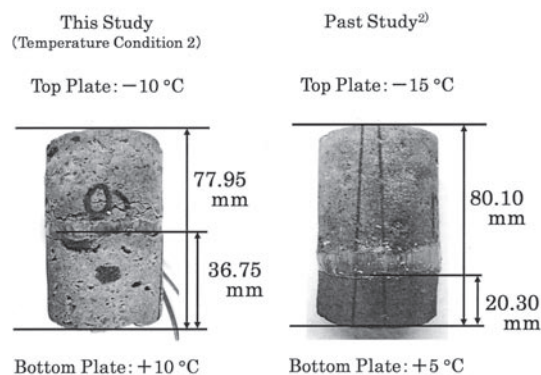 This Study
(Temperature Condition 2)
Top Plate: −10 °C
77.95
mm
36.75
mm
Bottom Plate: +10 °C
Past Study2)
Top Plate: −15 °C
80.10
mm
20.30
mm
Bottom Plate: +5 °C